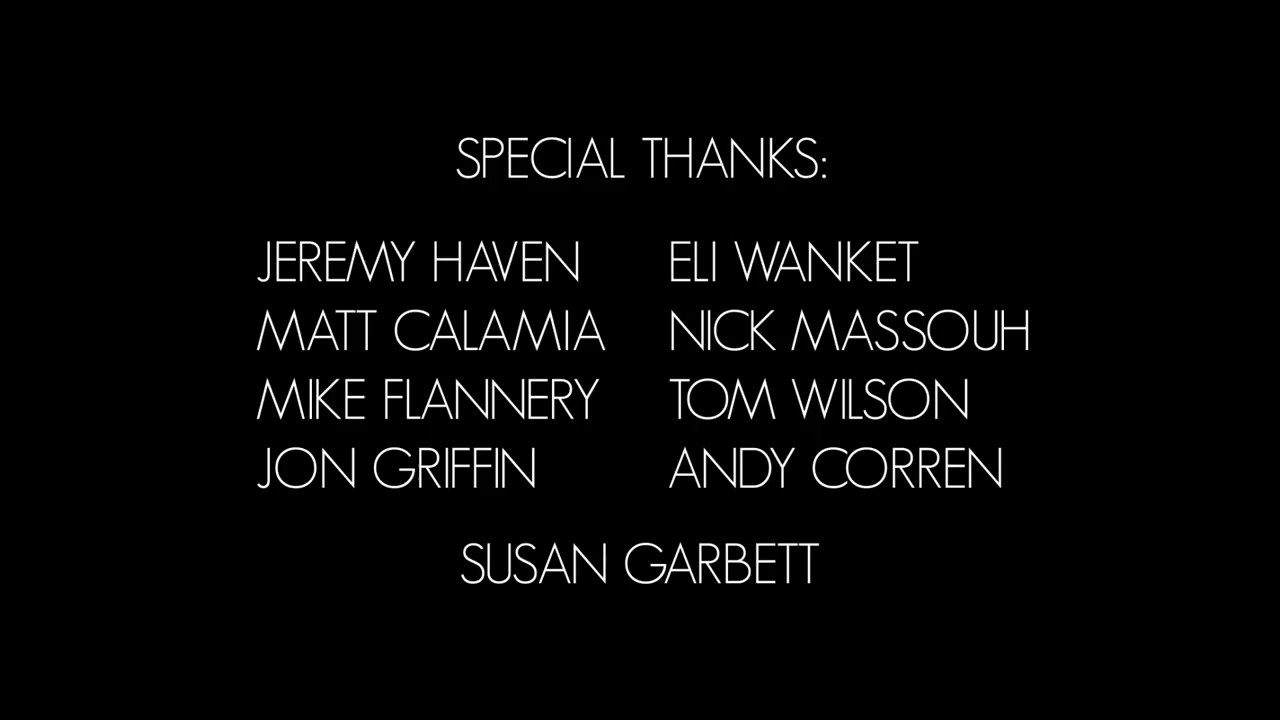 SPECIAL THANKS:
JEREMY HAVEN
MATT CALAMIA
MIKE FLANNERY
JON GRIFFIN
ELI WANKET
NICK MASSOUH
TOM WILSON
ANDY CORREN
SUSAN GARBETT